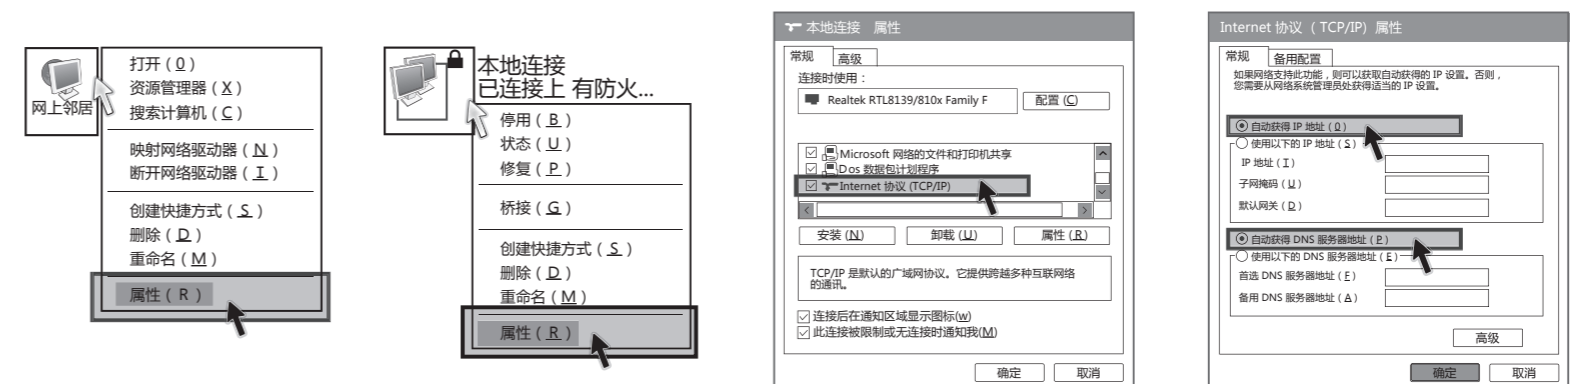 网上邻居
打开 ( 0 )
资源管理器 ( X )
搜索计算机 ( C )
映射网络驱动器 ( N )
断开网络驱动器 ( I )
创建快捷方式 ( S )
删除 ( D )
重命名 ( M )
属性 ( R )
本地连接
已连接上 有防火...
停用 ( B )
状态 ( U )
修复 ( P )
桥接 ( G )
创建快捷方式 ( S )
删除 ( D )
重命名 ( M )
属性 ( R )
本地连接 属性
常规 高级
连接时使用：
Realtek RTL8139/810x Family F 配置 (C)
Microsoft 网络的文件和打印机共享
Dos 数据包计划程序
Internet 协议 (TCP/IP)
安装 (N) 卸载 (U) 属性 (R)
TCP/IP 是默认的广域网协议。它提供跨越多种互联网络
的通讯。
连接后在通知区域显示图标(w)
此连接被限制或无连接时通知我(M)
确定 取消
Internet 协议 ( TCP/IP) 属性
常规 备用配置
如果网络支持此功能，则可以获取自动获得的 IP 设置。否则，
您需要从网络系统管理员处获得适当的 IP 设置。
自动获得 IP 地址 ( 0 )
使用以下的 IP 地址 ( S )
IP 地址 ( I )
子网掩码 ( U )
默认网关 ( D )
自动获得 DNS 服务器地址 ( P )
使用以下的 DNS 服务器地址 ( E )
首选 DNS 服务器地址 ( F )
备用 DNS 服务器地址 ( A )
高级
确定 取消